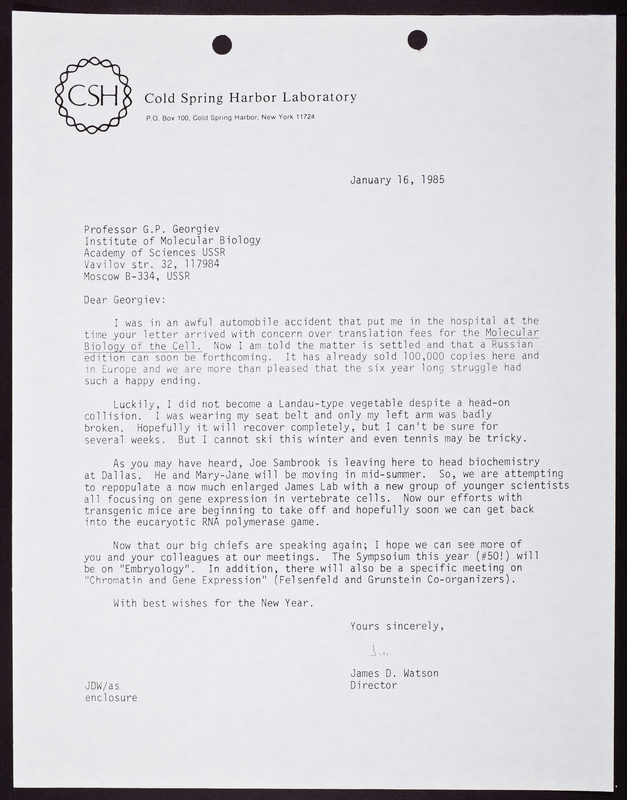 CSH
Cold Spring Harbor Laboratory
P.O. Box 100, Cold Spring Harbor, New York 11724
January 16, 1985
Professor G.P. Georgiev
Institute of Molecular Biology
Academy of Sciences USSR
Vavilov str. 32, 117984
Moscow B-334, USSR
Dear Georgiev:
I was in an awful automobile accident that put me in the hospital at the
time your letter arrived with concern over translation fees for the Molecular
Biology of the Cell. Now I am told the matter is settled and that a Russian
edition can soon be forthcoming. It has already sold 100,000 copies here and
in Europe and we are more than pleased that the six year long struggle had
such a happy ending.
Luckily, I did not become a Landau-type vegetable despite a head-on
collision. I was wearing my seat belt and only my left arm was badly
broken. Hopefully it will recover completely, but I can't be sure for
several weeks. But I cannot ski this winter and even tennis may be tricky.
As you may have heard, Joe Sambrook is leaving here to head biochemistry
at Dallas. He and Mary-Jane will be moving in mid-summer. So, we are attempting
to repopulate a now much enlarged James Lab with a new group of younger scientists
all focusing on gene expression in vertebrate cells. Now our efforts with
transgenic mice are beginning to take off and hopefully soon we can get back
into the eucaryotic RNA polymerase game.
Now that our big chiefs are speaking again; I hope we can see more of
you and your colleagues at our meetings. The Sympsoium this year (#50!) will
be on "Embryology". In addition, there will also be a specific meeting on
"Chromatin and Gene Expression" (Felsenfeld and Grunstein Co-organizers).
With best wishes for the New Year.
Yours sincerely,
James D. Watson
Director
JDW/as
enclosure